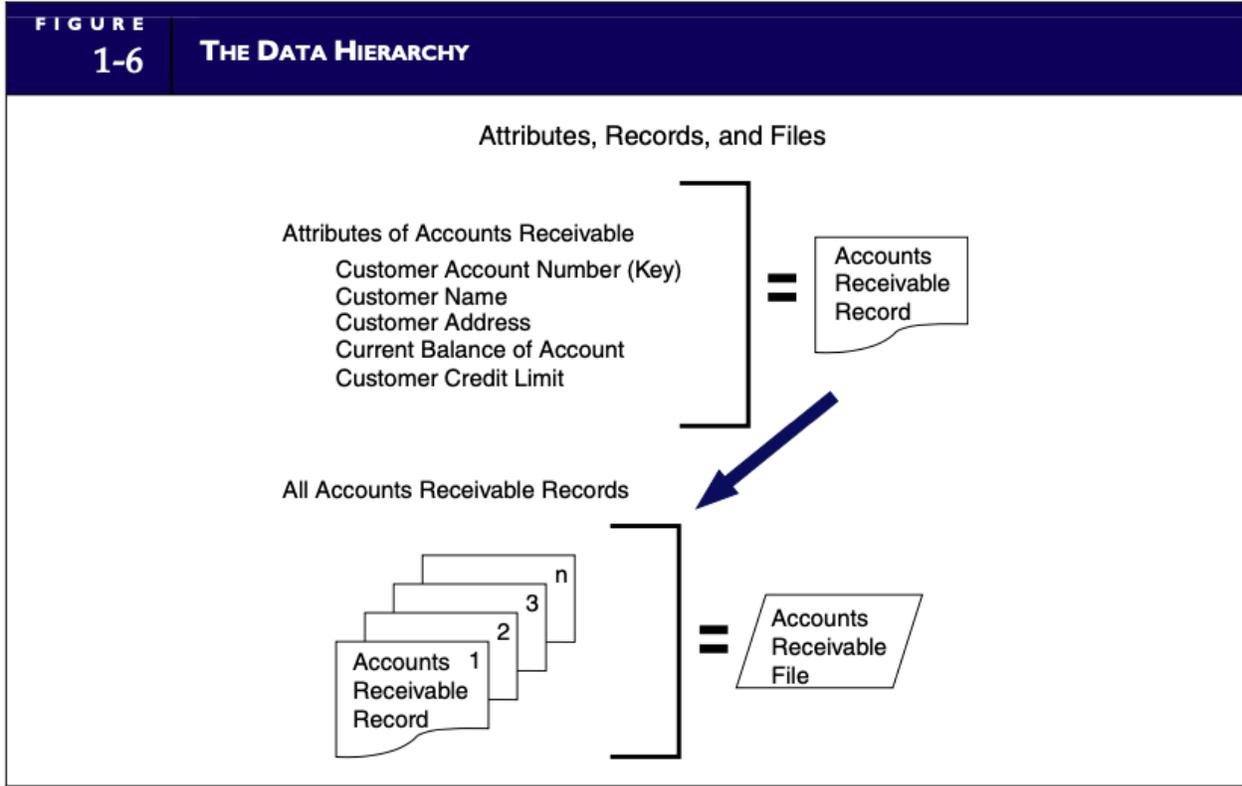 FIGURE
1-6
THE DATA HIERARCHY
Attributes, Records, and Files
Attributes of Accounts Receivable
Customer Account Number (Key)
Customer Name
Customer Address
Current Balance of Account
Customer Credit Limit
=
Accounts
Receivable
Record
All Accounts Receivable Records
n
3
2
Accounts 1
Receivable
Record
=
Accounts
Receivable
File